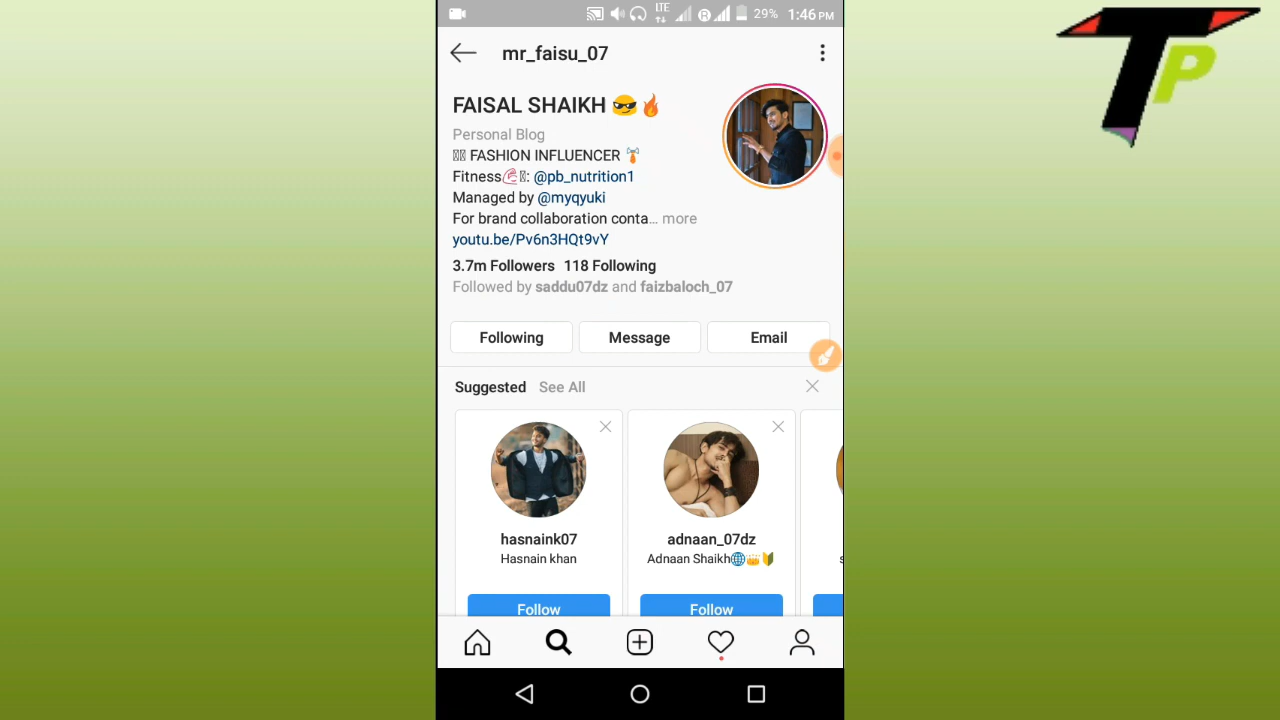 LTE R 29% 1:46 PM
TP
mr_faisu_07
FAISAL SHAIKH 😎🔥
Personal Blog
FASHION INFLUENCER 👔
Fitness💪: @pb_nutrition1
Managed by @myqyuki
For brand collaboration conta... more
youtu.be/Pv6n3HQt9vY
3.7m Followers 118 Following
Followed by saddu07dz and faizbaloch_07
Following Message Email
Suggested See All
hasnaink07 adnaan_07dz
Hasnain khan Adnaan Shaikh🌐👑🔰
Follow Follow